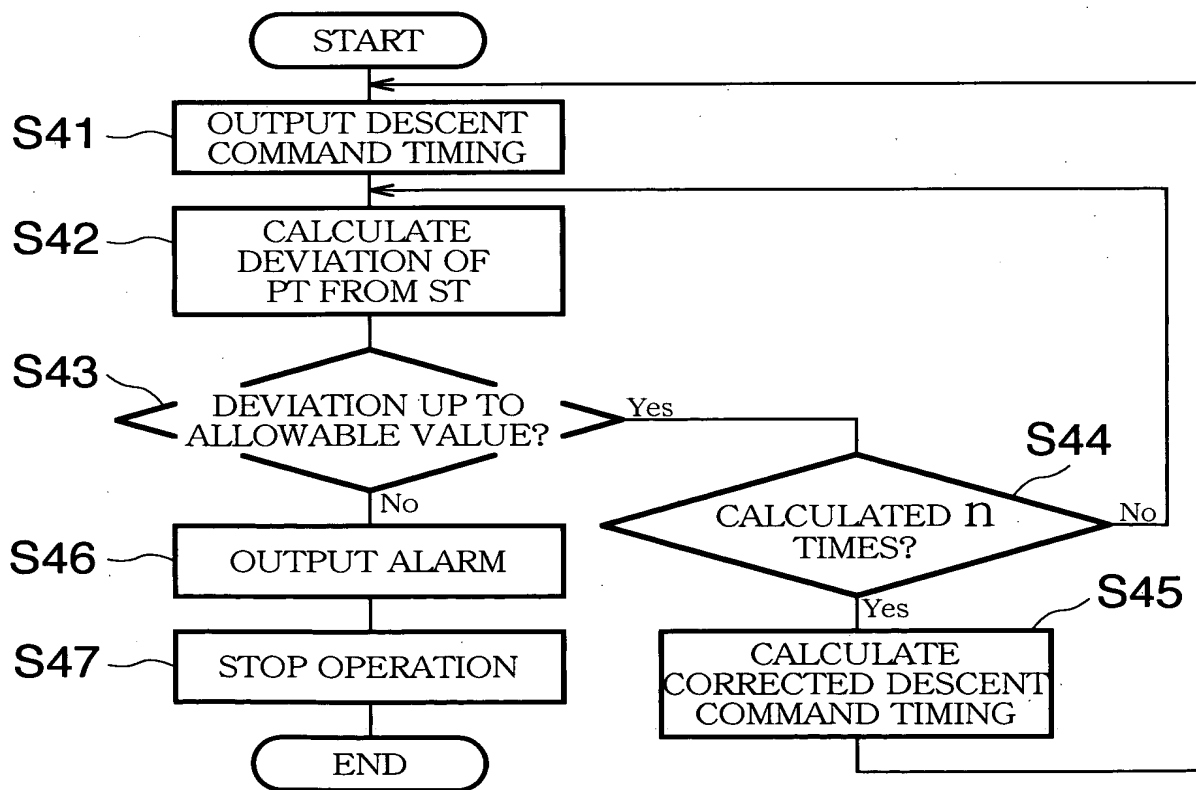 START
S41
OUTPUT DESCENT
COMMAND TIMING
S42
CALCULATE
DEVIATION OF
PT FROM ST
S43
DEVIATION UP TO
ALLOWABLE VALUE?
Yes
No
S44
CALCULATED n
TIMES?
No
Yes
S46
OUTPUT ALARM
S45
CALCULATE
CORRECTED DESCENT
COMMAND TIMING
S47
STOP OPERATION
END